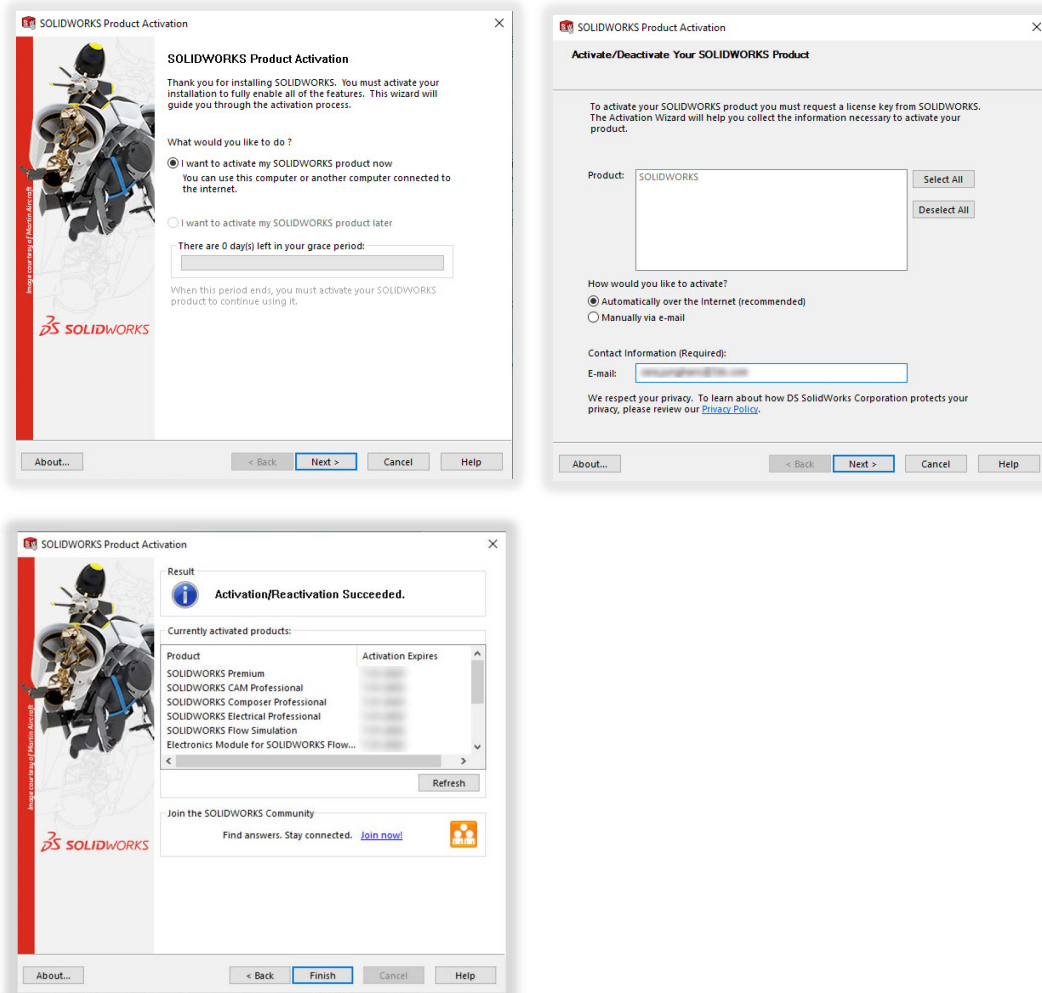 SOLIDWORKS Product Activation
SOLIDWORKS Product Activation
Thank you for installing SOLIDWORKS. You must activate your
installation to fully enable all of the features. This wizard will
guide you through the activation process.
What would you like to do ?
I want to activate my SOLIDWORKS product now
You can use this computer or another computer connected to
the internet.
I want to activate my SOLIDWORKS product later
There are 0 day(s) left in your grace period:
When this period ends, you must activate your SOLIDWORKS
product to continue using it.
Image courtesy of Martin Aircraft
SOLIDWORKS
About...
< Back
Next >
Cancel
Help
SOLIDWORKS Product Activation
Activate/Deactivate Your SOLIDWORKS Product
To activate your SOLIDWORKS product you must request a license key from SOLIDWORKS.
The Activation Wizard will help you collect the information necessary to activate your
product.
Product:
SOLIDWORKS
Select All
Deselect All
How would you like to activate?
Automatically over the Internet (recommended)
Manually via e-mail
Contact Information (Required):
E-mail:
We respect your privacy. To learn about how DS SolidWorks Corporation protects your
privacy, please review our Privacy Policy.
About...
< Back
Next >
Cancel
Help
SOLIDWORKS Product Activation
Result
Activation/Reactivation Succeeded.
Currently activated products:
Product Activation Expires
SOLIDWORKS Premium
SOLIDWORKS CAM Professional
SOLIDWORKS Composer Professional
SOLIDWORKS Electrical Professional
SOLIDWORKS Flow Simulation
Electronics Module for SOLIDWORKS Flow...
Refresh
Join the SOLIDWORKS Community
Find answers. Stay connected. Join now!
Image courtesy of Martin Aircraft
SOLIDWORKS
About...
< Back
Finish
Cancel
Help